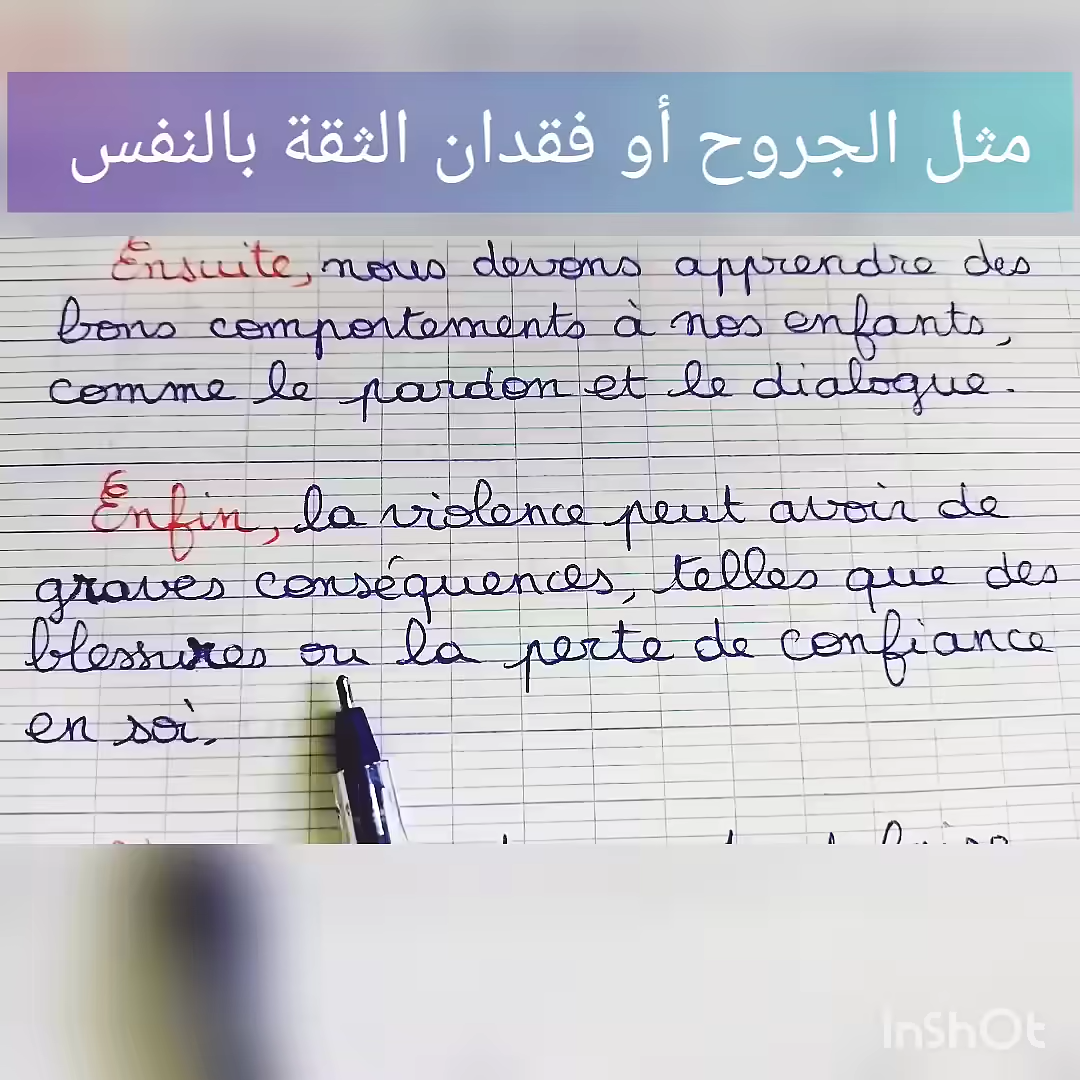 مثل الجروح أو فقدان الثقة بالنفس
Ensuite, nous devons apprendre des
bons comportements à nos enfants,
comme le pardon et le dialogue.
Enfin, la violence peut avoir de
graves conséquences, telles que des
blessures ou la perte de confiance
en soi.
InShOt